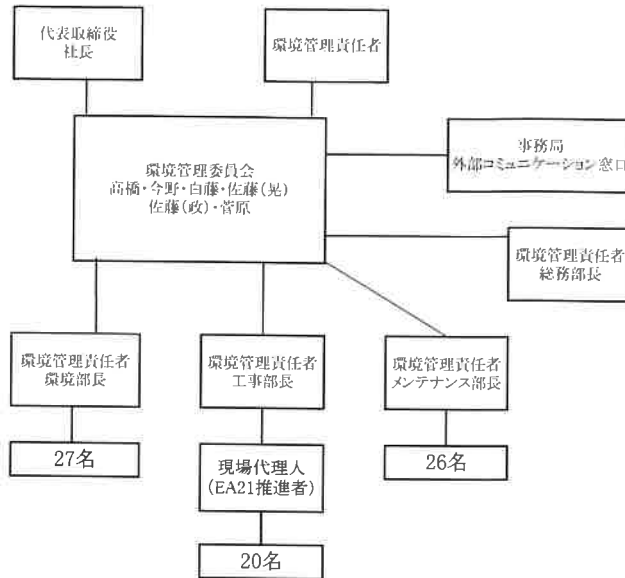 代表取締役
社長
環境管理責任者
環境管理委員会
高橋・今野・白藤・佐藤(晃)
佐藤(政)・菅原
事務局
外部コミュニケーション窓口
環境管理責任者
総務部長
環境管理責任者
環境部長
環境管理責任者
工事部長
環境管理責任者
メンテナンス部長
27名
現場代理人
(EA21推進者)
26名
20名